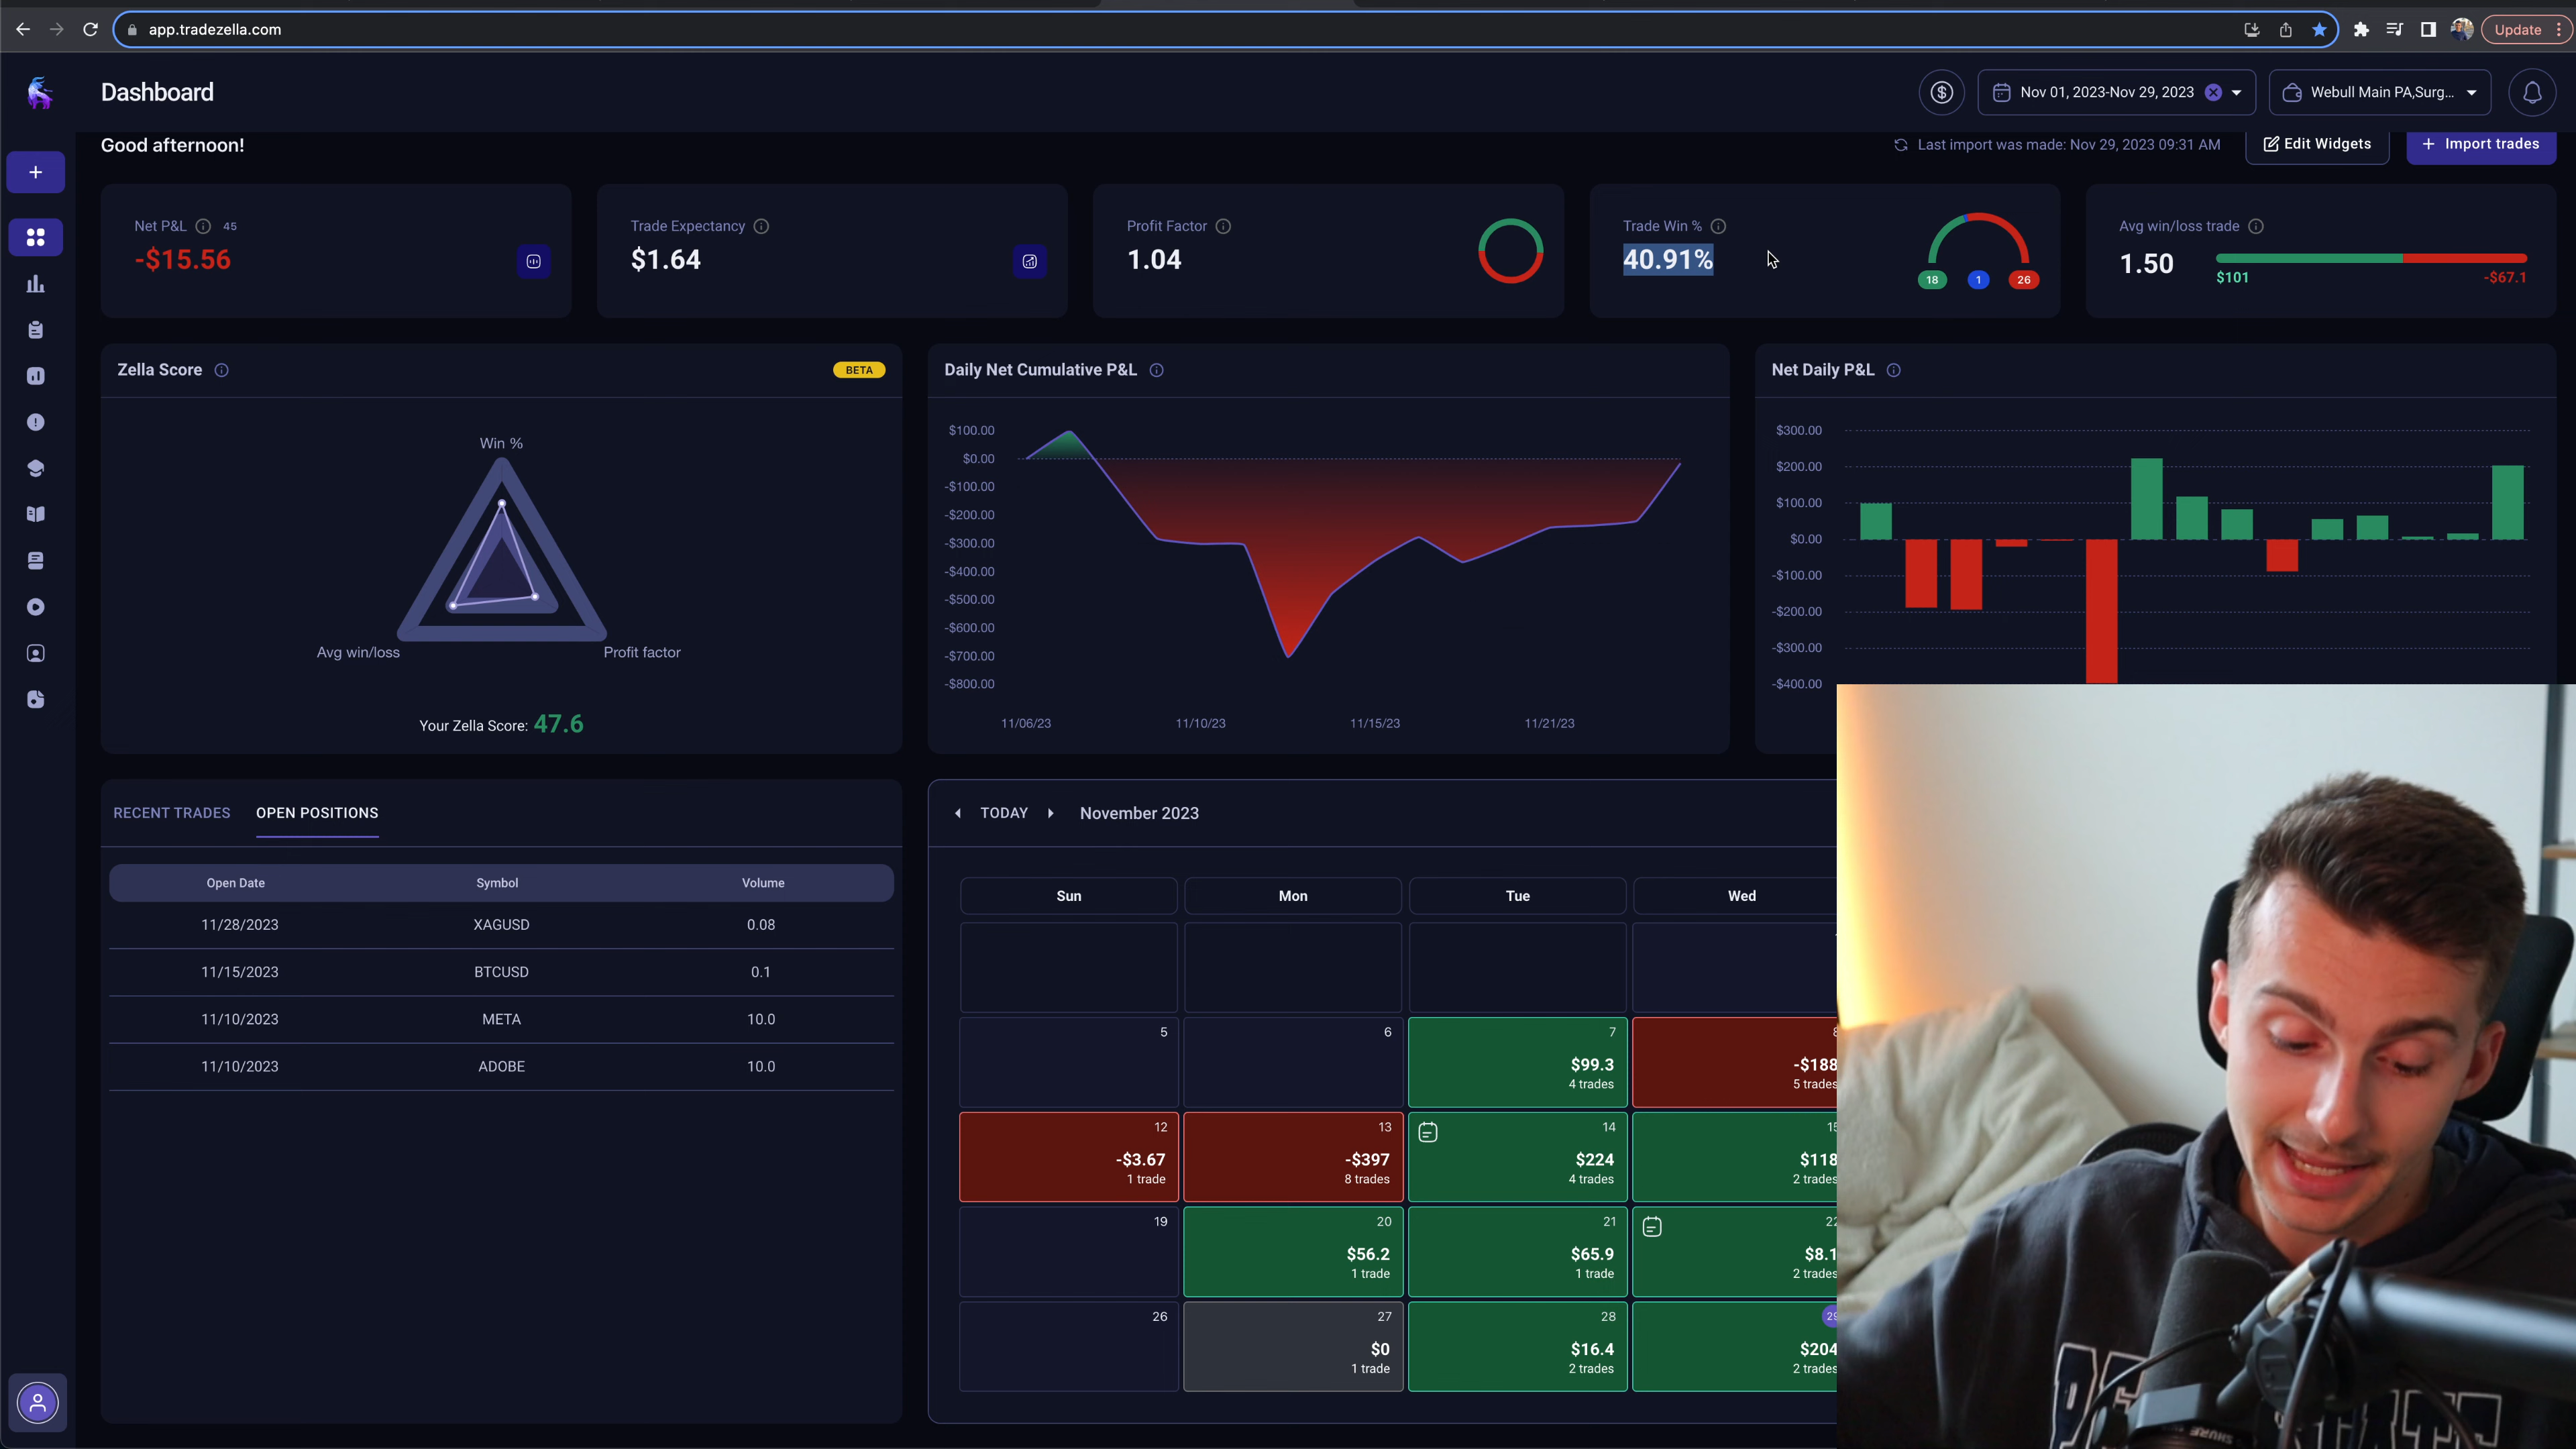 app.tradezella.com
Update
Dashboard
Nov 01, 2023-Nov 29, 2023
Webull Main PA,Surg...
Good afternoon!
Last import was made: Nov 29, 2023 09:31 AM
Edit Widgets
+ Import trades
Net P&L 45
-$15.56
Trade Expectancy
$1.64
Profit Factor
1.04
Trade Win %
40.91%
18 1 26
Avg win/loss trade
1.50
$101 -$67.1
Zella Score
BETA
Win %
Avg win/loss
Profit factor
Your Zella Score: 47.6
Daily Net Cumulative P&L
$100.00
$0.00
-$100.00
-$200.00
-$300.00
-$400.00
-$500.00
-$600.00
-$700.00
-$800.00
11/06/23 11/10/23 11/15/23 11/21/23
Net Daily P&L
$300.00
$200.00
$100.00
$0.00
-$100.00
-$200.00
-$300.00
-$400.00
RECENT TRADES OPEN POSITIONS
Open Date Symbol Volume
11/28/2023 XAGUSD 0.08
11/15/2023 BTCUSD 0.1
11/10/2023 META 10.0
11/10/2023 ADOBE 10.0
TODAY November 2023
Sun Mon Tue Wed
5 6 7 8
$99.3 -$188
4 trades 5 trades
12 13 14 15
-$3.67 -$397 $224 $118
1 trade 8 trades 4 trades 2 trades
19 20 21 22
$56.2 $65.9 $8.1
1 trade 1 trade 2 trades
26 27 28 29
$0 $16.4 $204
1 trade 2 trades 2 trades
SHURE